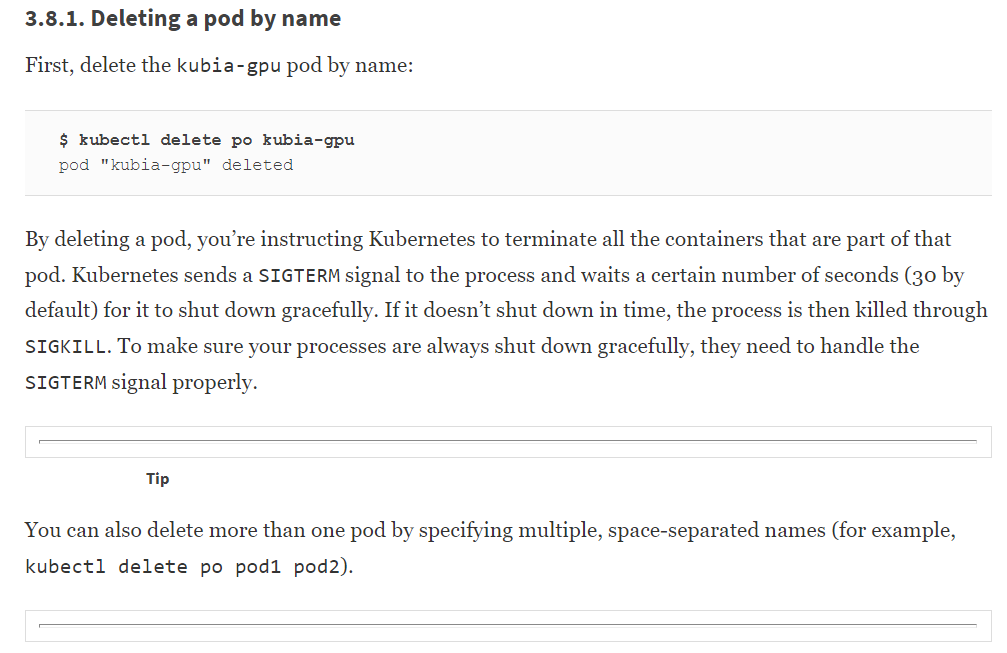 3.8.1. Deleting a pod by name
First, delete the kubia-gpu pod by name:
$ kubectl delete po kubia-gpu
pod "kubia-gpu" deleted
By deleting a pod, you’re instructing Kubernetes to terminate all the containers that are part of that
pod. Kubernetes sends a SIGTERM signal to the process and waits a certain number of seconds (30 by
default) for it to shut down gracefully. If it doesn’t shut down in time, the process is then killed through
SIGKILL. To make sure your processes are always shut down gracefully, they need to handle the
SIGTERM signal properly.
Tip
You can also delete more than one pod by specifying multiple, space-separated names (for example,
kubectl delete po pod1 pod2).